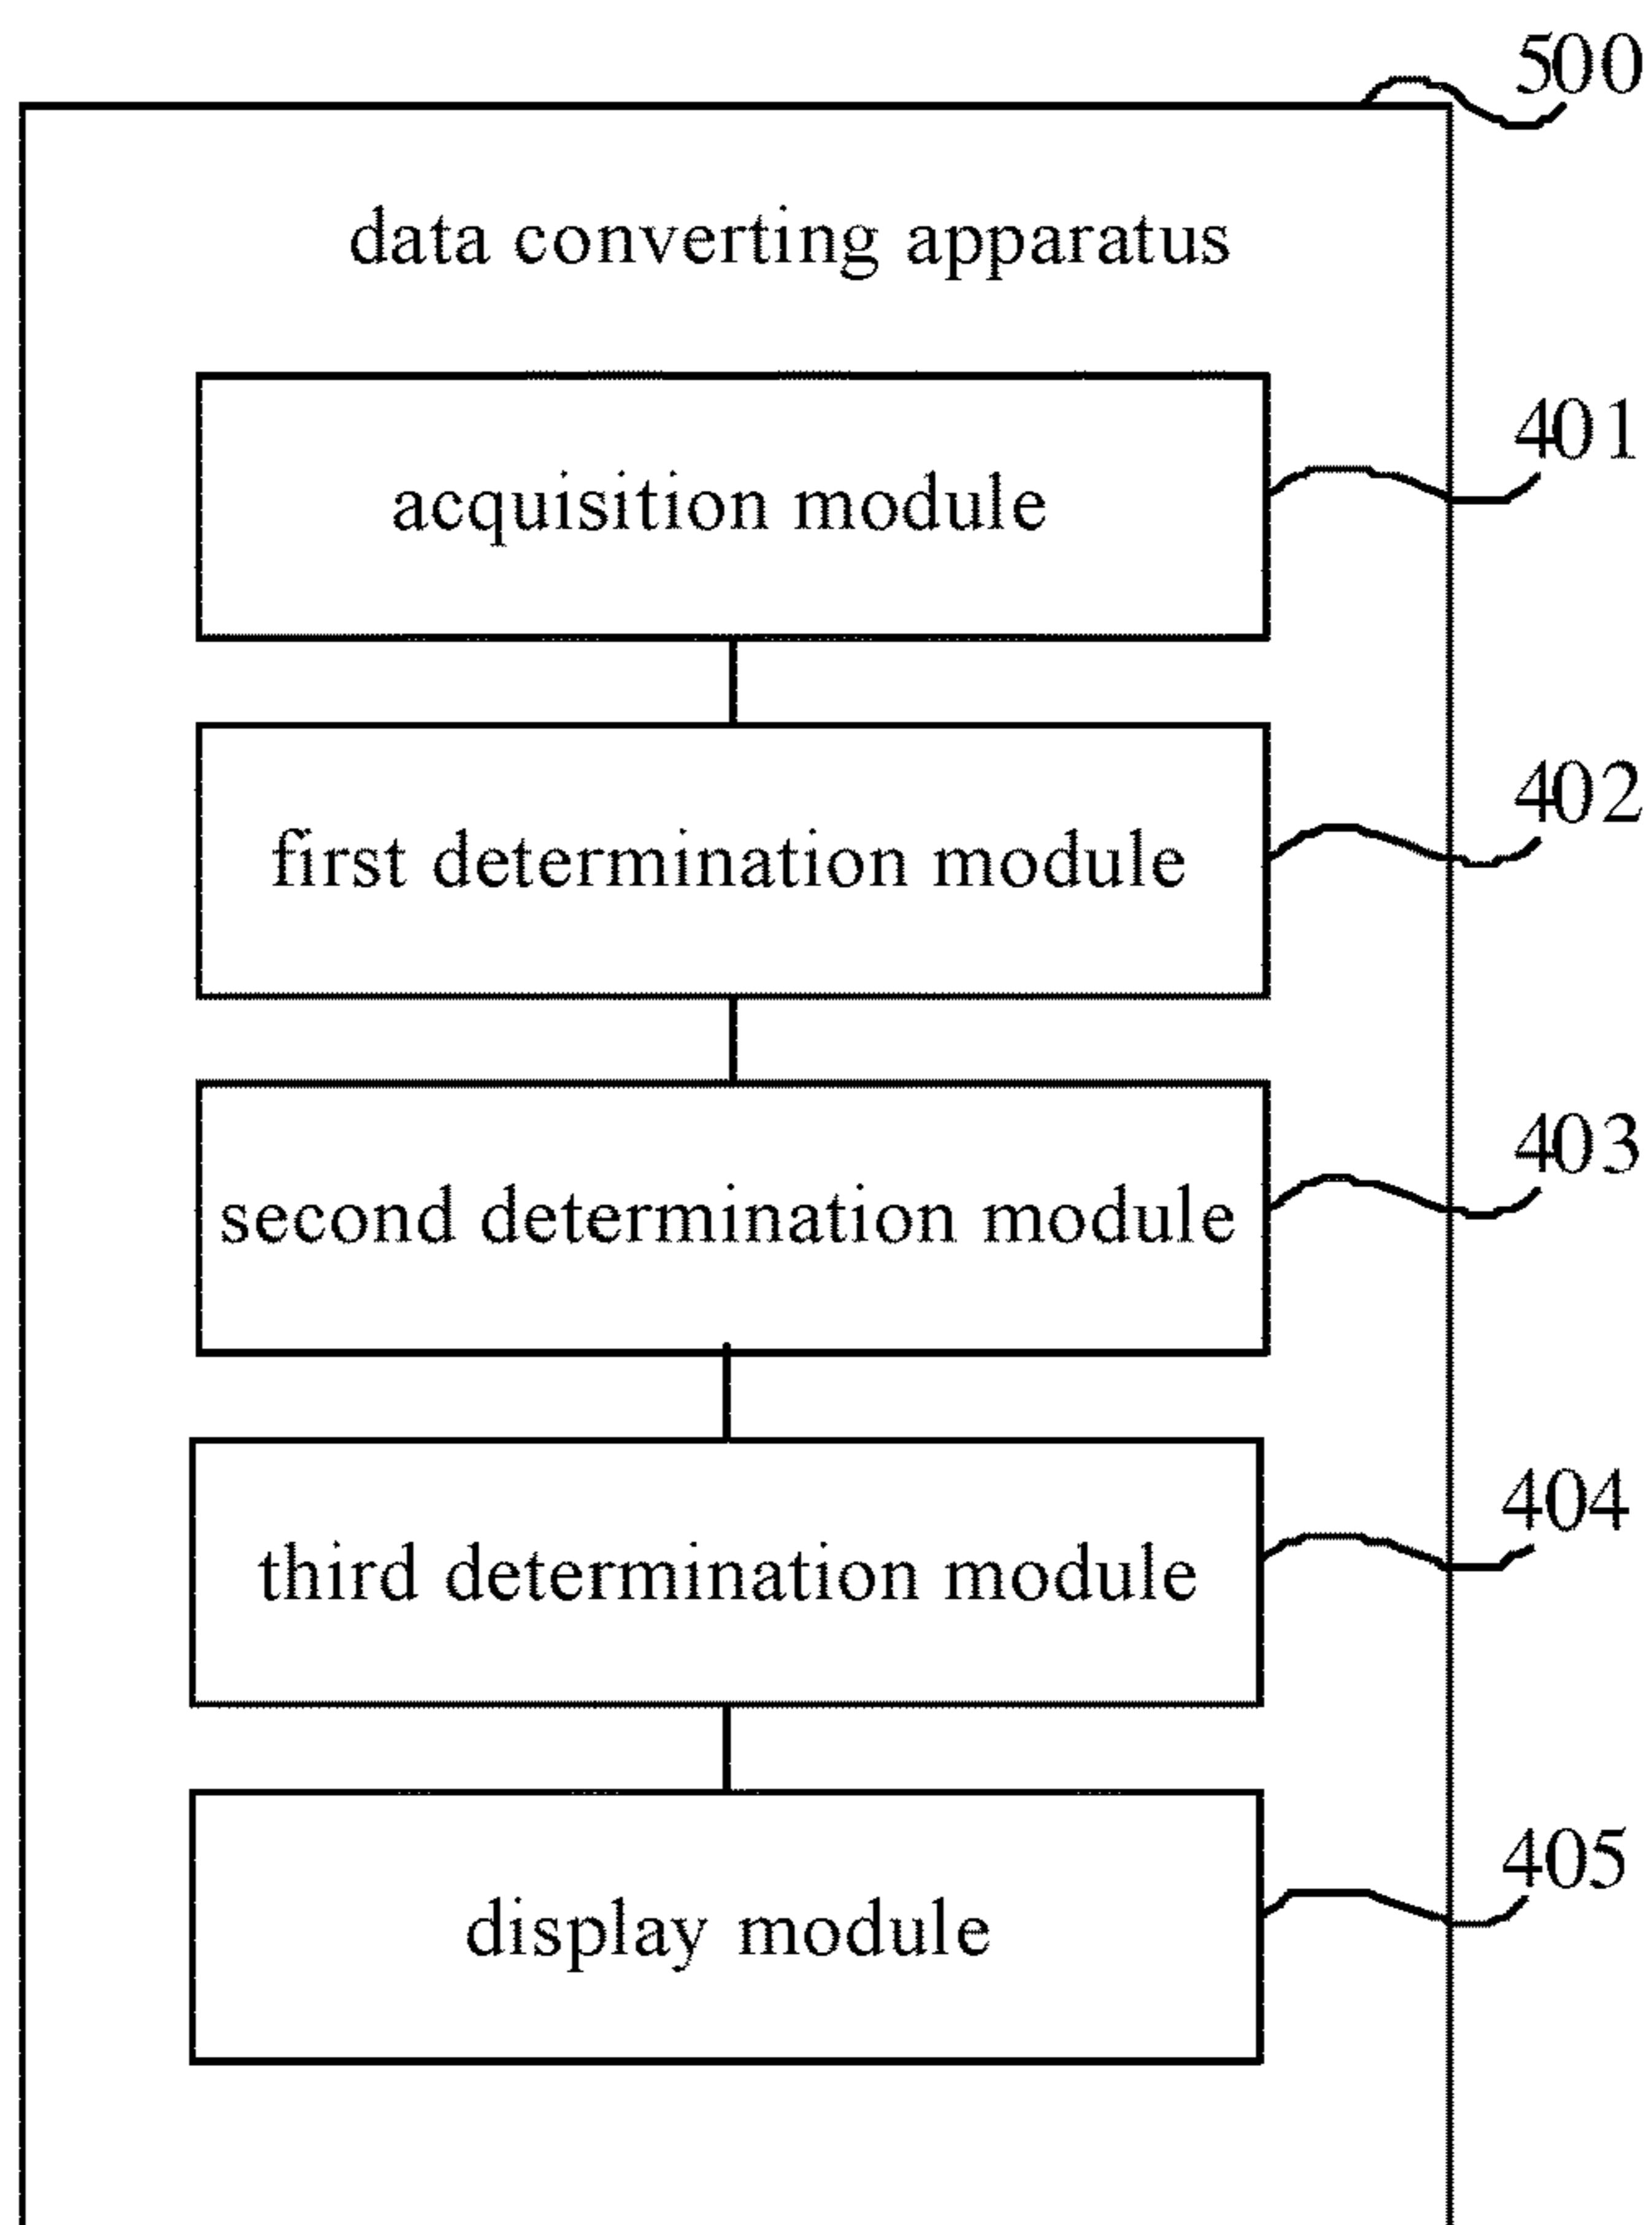 500
data converting apparatus
401
acquisition module
402
first determination module
403
second determination module
404
third determination module
405
display module